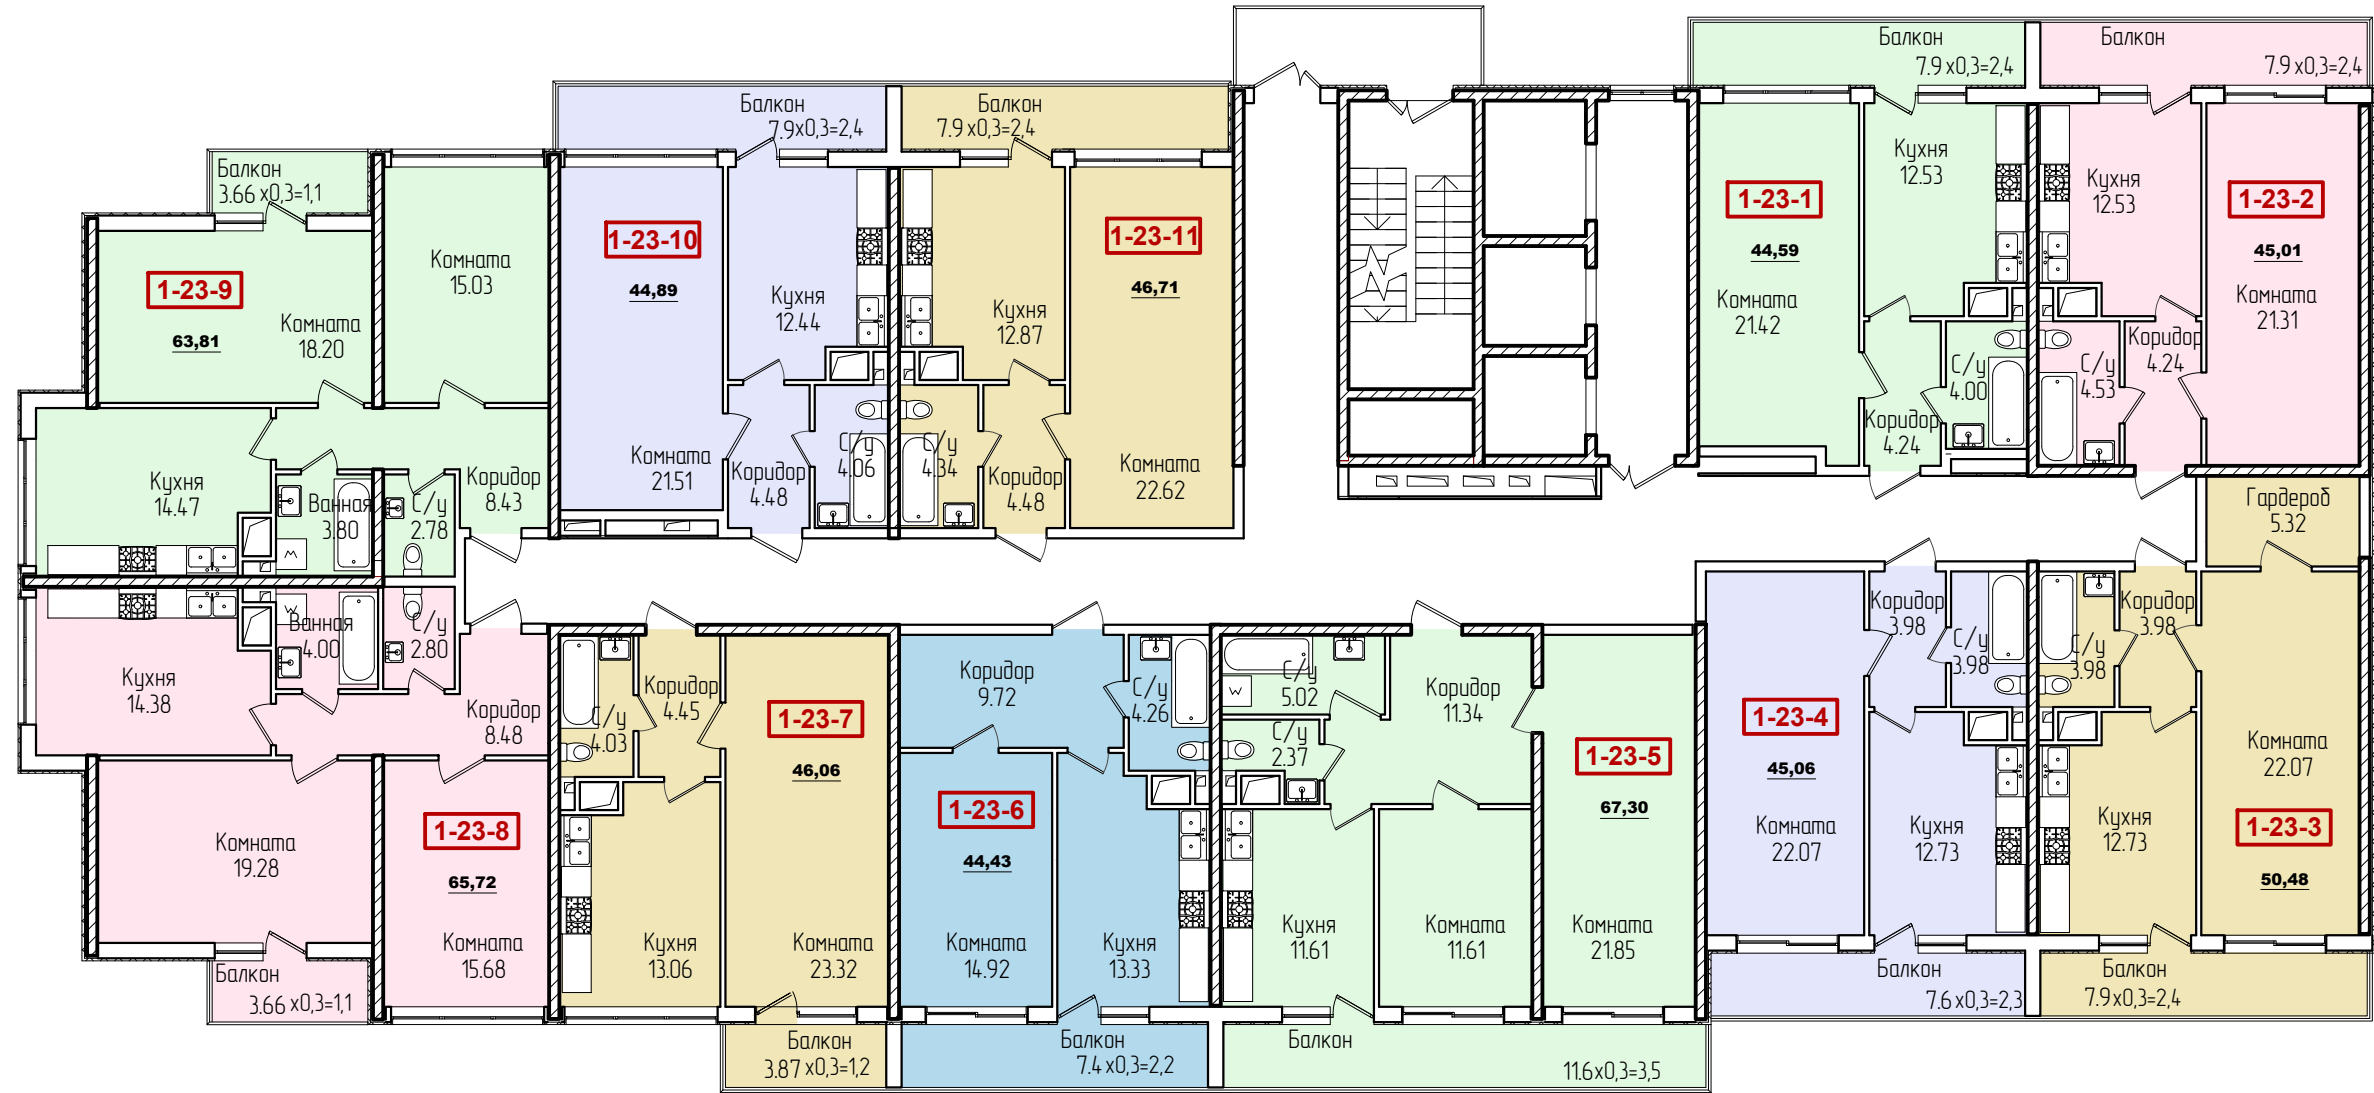 Балкон
7.9 x0,3=2,4
Балкон
7.9 x0,3=2,4
Балкон
7.9x0,3=2,4
Балкон
7.9 x0,3=2,4
Балкон
3.66 x0,3=1,1
1-23-9
63,81
Комната
18.20
Комната
15.03
Кухня
14.47
Ванная
3.80
М
С/у
2.78
Коридор
8.43
1-23-10
44,89
Кухня
12.44
Комната
21.51
Коридор
4.48
С/у
4.06
1-23-11
46,71
Кухня
12.87
С/у
4.34
Коридор
4.48
Комната
22.62
1-23-1
44,59
Комната
21.42
Кухня
12.53
Коридор
4.24
С/у
4.00
1-23-2
45,01
Кухня
12.53
Комната
21.31
С/у
4.53
Коридор
4.24
Гардероб
5.32
Кухня
14.38
W
Ванная
4.00
С/у
2.80
Коридор
8.48
Комната
19.28
1-23-8
65,72
Комната
15.68
Балкон
3.66 x0,3=1,1
С/у
4.03
Коридор
4.45
1-23-7
46,06
Кухня
13.06
Комната
23.32
Балкон
3.87 x0,3=1,2
Коридор
9.72
С/у
4.26
1-23-6
44,43
Комната
14.92
Кухня
13.33
Балкон
7.4 x0,3=2,2
С/у
5.02
W
С/у
2.37
Коридор
11.34
1-23-5
67,30
Кухня
11.61
Комната
11.61
Комната
21.85
Балкон
11.6x0,3=3,5
Коридор
3.98
С/у
3.98
1-23-4
45,06
Комната
22.07
Кухня
12.73
Балкон
7.6 x0,3=2,3
С/у
3.98
Коридор
3.98
Комната
22.07
1-23-3
50,48
Кухня
12.73
Балкон
7.9 x0,3=2,4